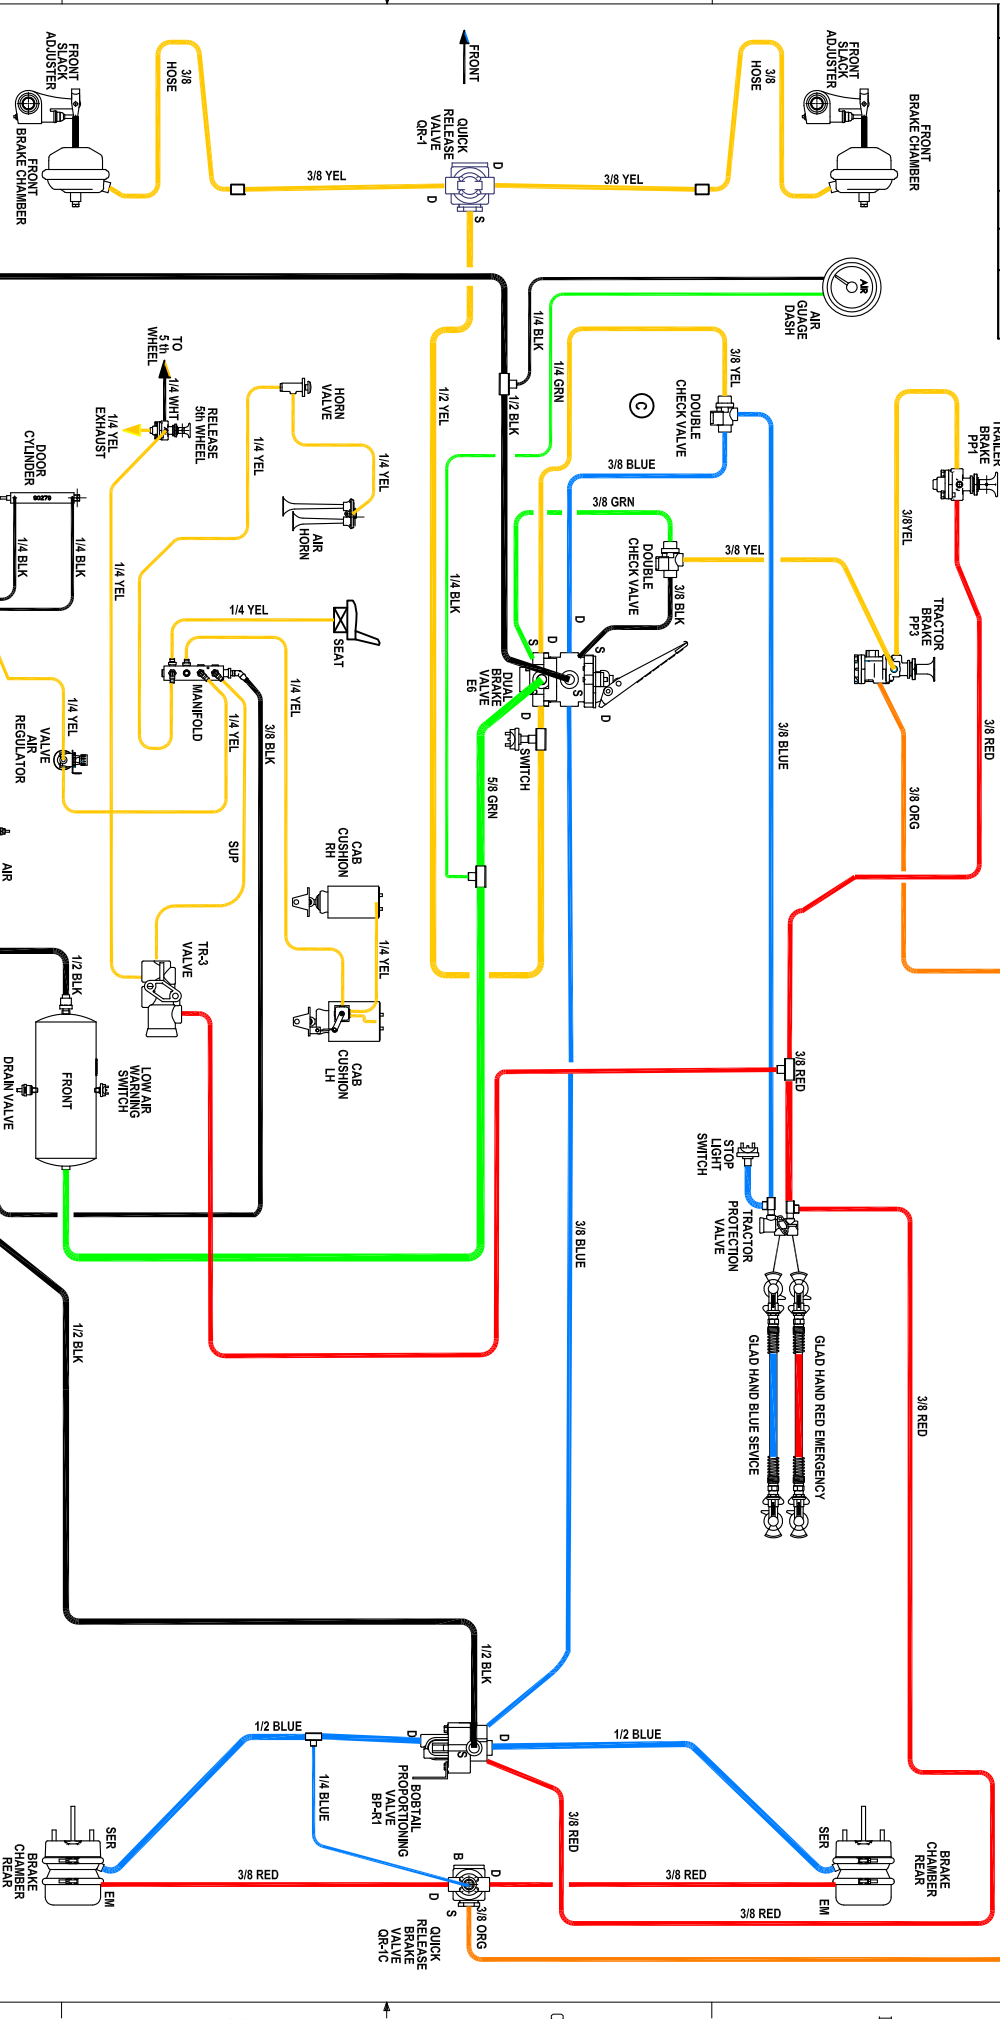 FRONT
SLACK
ADJUSTER
FRONT
BRAKE CHAMBER
3/8
HOSE
3/8 YEL
FRONT
QUICK
RELEASE
VALVE
QR-1
D
D
S
3/8 YEL
3/8
HOSE
FRONT
SLACK
ADJUSTER
FRONT
BRAKE CHAMBER
AIR
AIR
GUAGE
DASH
1/4 BLK
1/4 GRN
1/2 BLK
1/2 YEL
3/8 YEL
DOUBLE
CHECK VALVE
C
3/8 BLUE
3/8 GRN
DOUBLE
CHECK VALVE
3/8 YEL
3/8 BLK
TRAILER
BRAKE
PP1
3/8YEL
TRACTOR
BRAKE
PP3
3/8 RED
3/8 ORG
3/8 BLUE
TO
5 th
WHEEL
1/4 WHT
RELEASE
5th WHEEL
1/4 YEL
EXHAUST
HORN
VALVE
1/4 YEL
1/4 YEL
AIR
HORN
DOOR
CYLINDER
90279
1/4 BLK
1/4 BLK
1/4 YEL
1/4 YEL
SEAT
1/4 BLK
MANIFOLD
1/4 YEL
1/4 YEL
3/8 BLK
1/4 YEL
VALVE
AIR
REGULATOR
D
D
S
S
S
D
D
DUAL
BRAKE
VALVE
E6
SWITCH
5/8 GRN
SUP
AIR
CAB
CUSHION
RH
1/4 YEL
CAB
CUSHION
LH
TR-3
VALVE
1/2 BLK
FRONT
LOW AIR
WARNING
SWITCH
DRAIN VALVE
3/8 RED
STOP
LIGHT
SWITCH
TRACTOR
PROTECTION
VALVE
GLAD HAND RED EMERGENCY
GLAD HAND BLUE SEVICE
3/8 BLUE
1/2 BLK
3/8 RED
1/2 BLK
1/2 BLUE
D
D
S
1/2 BLUE
BOBTAIL
PROPORTIONING
VALVE
BP-R1
1/4 BLUE
3/8 RED
SER
EM
BRAKE
CHAMBER
REAR
3/8 RED
B
D
D
S
3/8 ORG
QUICK
RELEASE
BRAKE
VALVE
QR-1C
3/8 RED
3/8 RED
SER
EM
BRAKE
CHAMBER
REAR